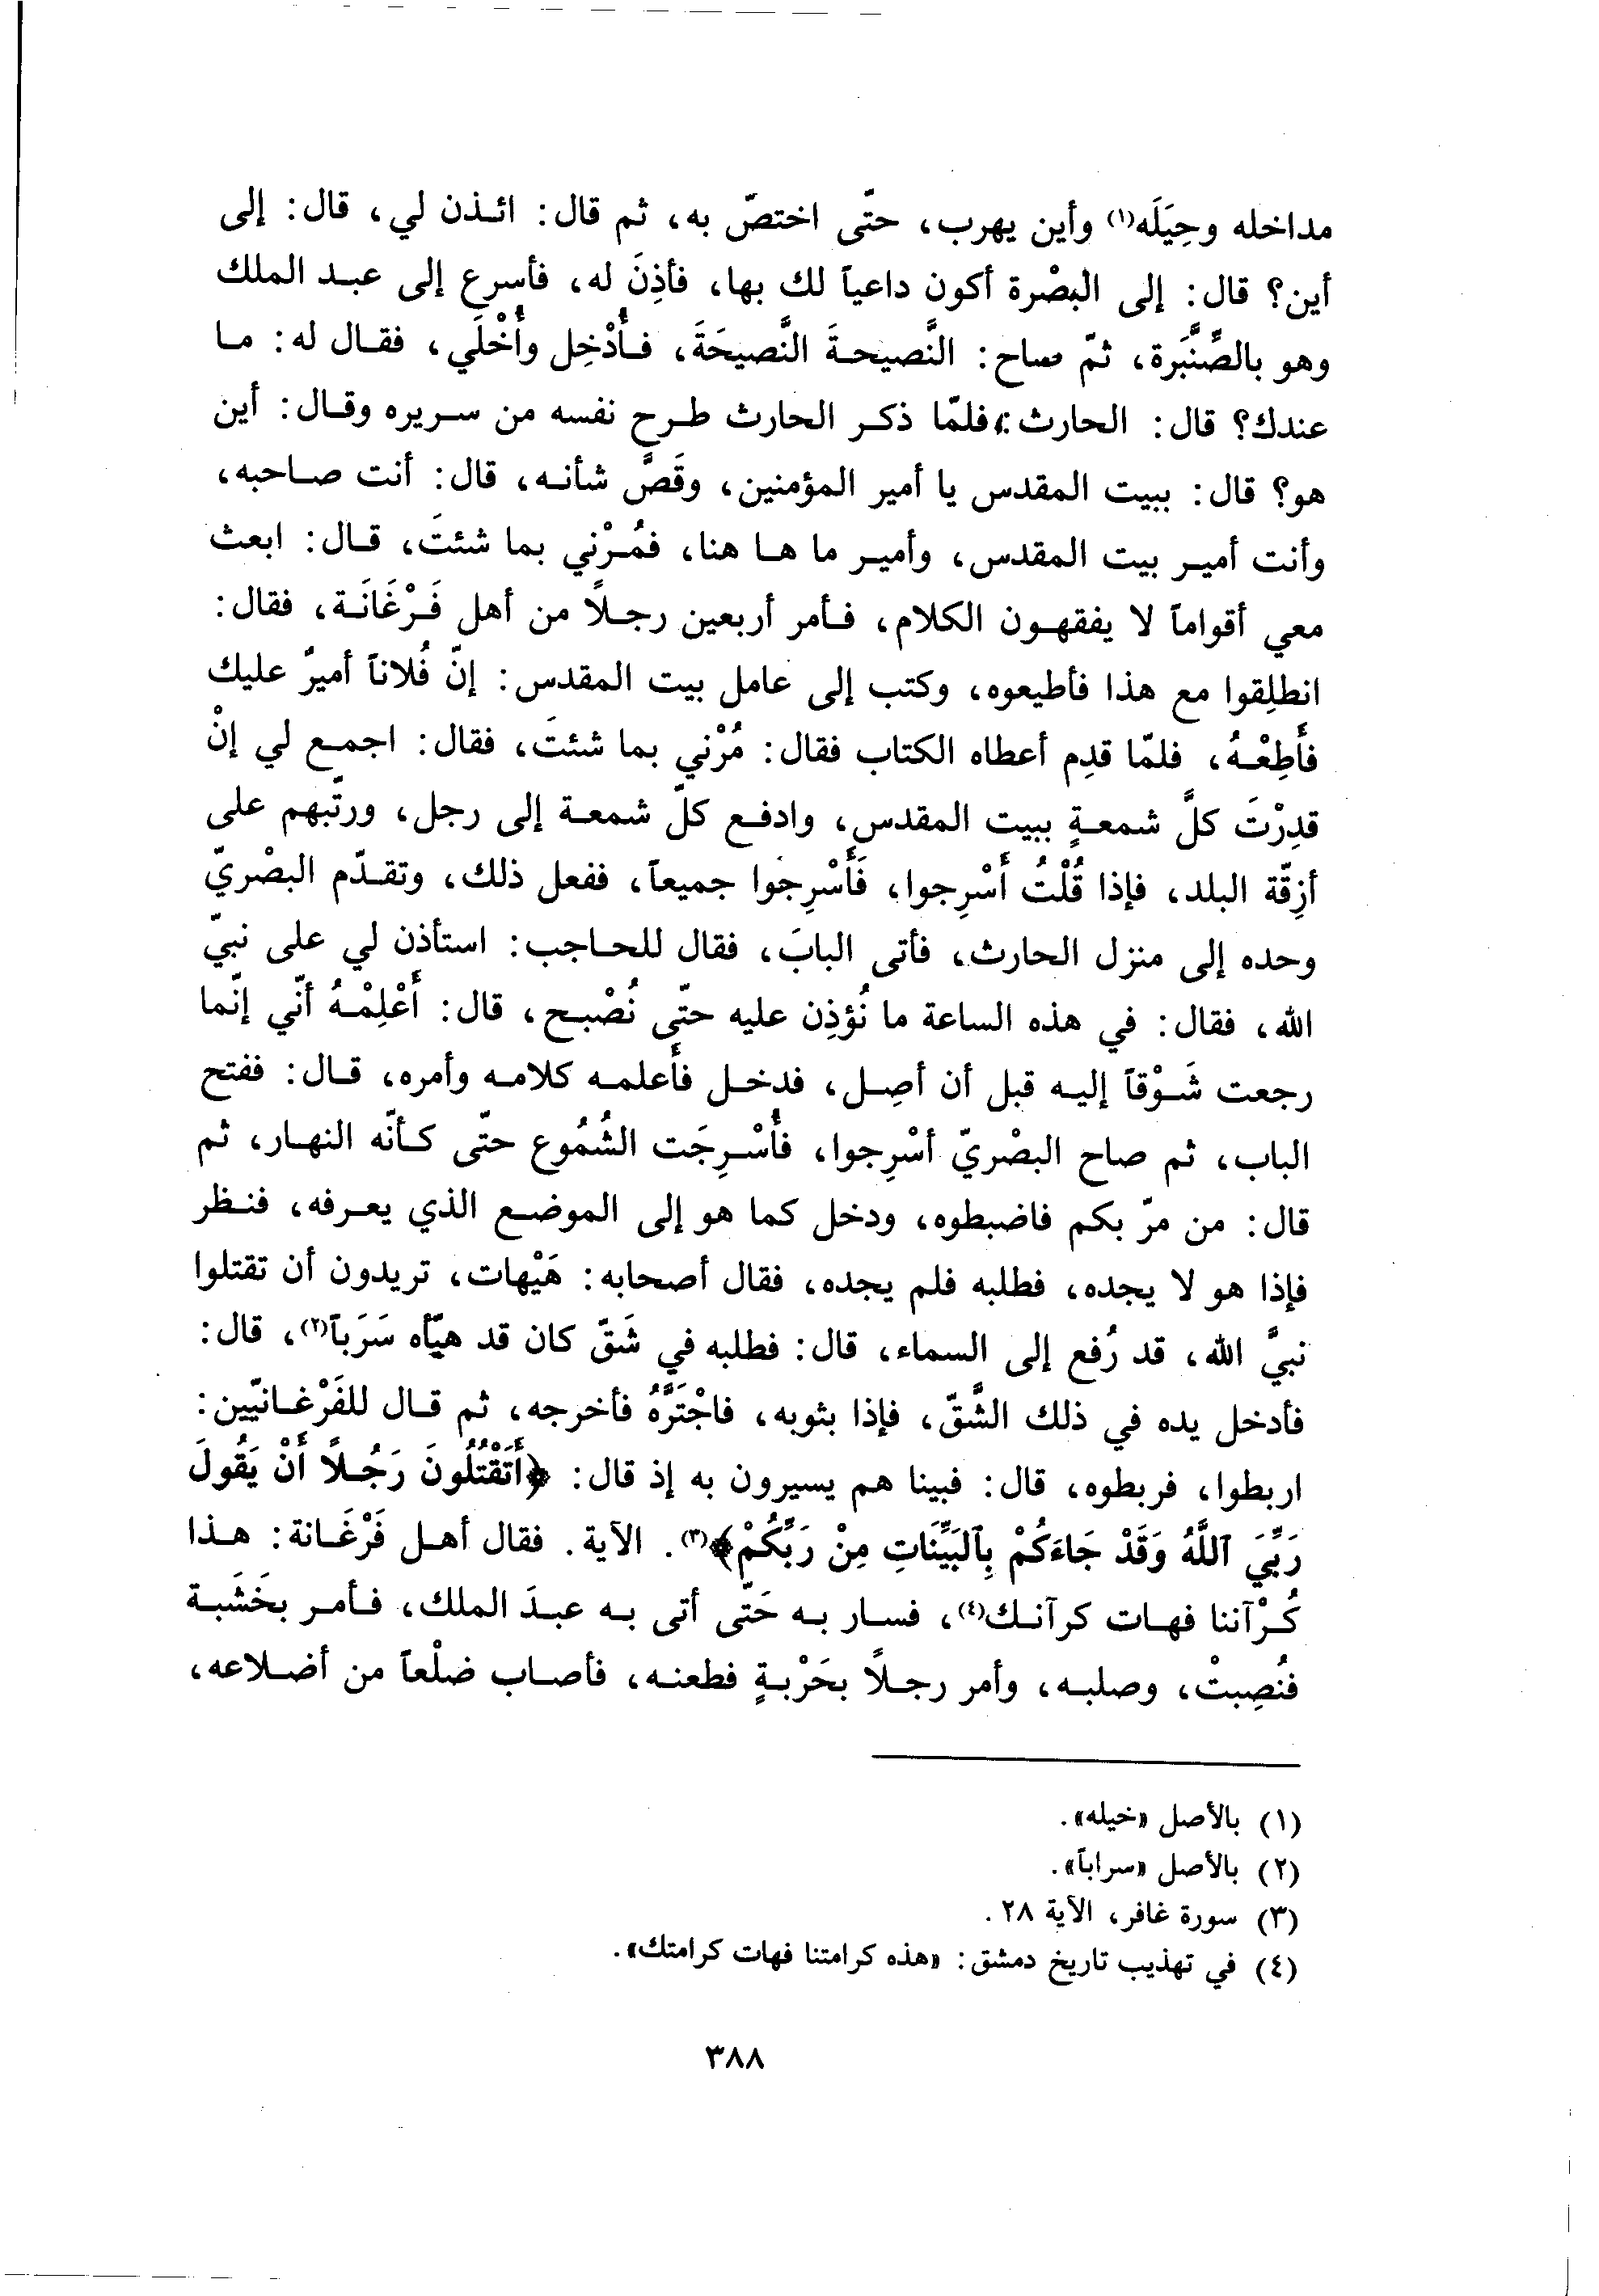 مداخله وحِيَلَه(١) وأين يهرب، حتّى اختصّ به، ثم قال: ائـذن لي، قال: إلى
أين؟ قال: إلى البصْرة أكون داعياً لك بها، فأذِنَ له، فأسرع إلى عبـد الملك
وهو بالصِّنَّبرة، ثمّ صاح: النَّصيحـةَ النَّصيحَةَ، فـأُدْخِل وأُخْلَي، فقـال له: مـا
عندك؟ قال: الحارث؛ فلمّا ذكـر الحارث طـرح نفسه من سـريره وقـال: أين
هو؟ قال: ببيت المقدس يا أمير المؤمنين، وقَصَّ شأنـه، قال: أنت صـاحبه،
وأنت أميـر بيت المقدس، وأميـر ما هـا هنا، فمُـرْني بما شئتَ، قـال: ابعث
معي أقواماً لا يفقهـون الكلام، فـأمر أربعين رجـلاً من أهل فَـرْغَانَـة، فقال:
انطلِقوا مع هذا فأطيعوه، وكتب إلى عامل بيت المقدس: إنّ فُلاناً أميرٌ عليك
فأَطِعْـهُ، فلمّا قدِم أعطاه الكتاب فقال: مُرْني بما شئتَ، فقال: اجمـع لي إنْ
قدِرْتَ كلَّ شمعـةٍ ببيت المقدس، وادفـع كلّ شمعـة إلى رجل، ورتّبهم على
أزِقّة البلد، فإذا قُلْتُ أَسْرِجوا، فَأَسْرِجوا جميعاً، ففعل ذلك، وتقـدّم البصْريّ
وحده إلى منزل الحارث، فأتى البابَ، فقال للحـاجب: استأذن لي على نبيّ
الله، فقال: في هذه الساعة ما نُؤذِن عليه حتّى نُصْبـح، قال: أَعْلِمْـهُ أنّي إنّما
رجعت شَـوْقاً إليـه قبل أن أصِـل، فدخـل فأعلمـه كلامـه وأمره، قـال: ففتح
الباب، ثم صاح البصْريّ أسْرِجوا، فأُسْـرِجَت الشُمُوع حتّى كـأنّه النهـار، ثم
قال: من مرّ بكم فاضبطوه، ودخل كما هو إلى الموضـع الذي يعـرفه، فنـظر
فإذا هو لا يجده، فطلبه فلم يجده، فقال أصحابه: هَيْهات، تريدون أن تقتلوا
نبيَّ الله، قد رُفع إلى السماء، قال: فطلبه في شَقّ كان قد هيّأه سَرَباً(٢)، قال:
فأدخل يده في ذلك الشَّقّ، فإذا بثوبه، فاجْتَرَّهُ فأخرجه، ثم قـال للفَرْغـانيّين:
اربطوا، فربطوه، قال: فبينا هم يسيرون به إذ قال: ﴿أَتَقْتُلُونَ رَجُـلاً أَنْ يَقُولَ
رَبِّيَ ٱللَّهُ وَقَدْ جَاءَكُمْ بِٱلبَيِّنَاتِ مِنْ رَبِّكُمْ﴾(٣). الآية. فقال أهـل فَرْغَـانة: هـذا
كُـرْآننا فهـات كرآنـك(٤)، فسـار بـه حَتّى أتى بـه عبـدَ الملك، فـأمـر بخَشَبـة
فنُصِبتْ، وصلبـه، وأمر رجـلاً بحَرْبـةٍ فطعنـه، فأصـاب ضلْعاً من أضـلاعه،
(١) بالأصل «خيله».
(٢) بالأصل «سراباً».
(٣) سورة غافر، الآية ٢٨.
(٤) في تهذيب تاريخ دمشق: «هذه كرامتنا فهات كرامتك».
٣٨٨